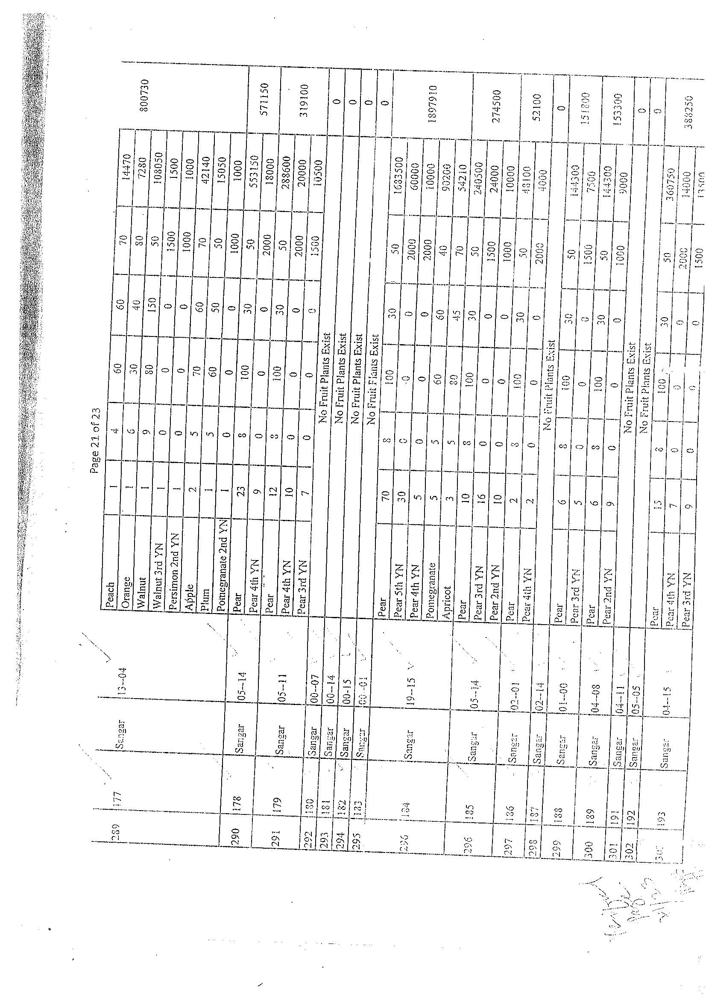 Page 21 of 23
289 177 Sangar 13--04 Peach 1 4 60 60 70 14470 800730
Orange 1 6 30 40 80 7280
Walnut 1 9 80 150 50 108050
Walnut 3rd YN 1 0 0 0 1500 1500
Persimon 2nd YN 1 0 0 0 1000 1000
Apple 2 5 70 60 70 42140
Plum 1 5 60 50 50 15050
Pomegranate 2nd YN 1 0 0 0 1000 1000
290 178 Sangar 05--14 Pear 23 8 100 30 50 553150 571150
Pear 4th YN 9 0 0 0 2000 18000
291 179 Sangar 05--11 Pear 12 8 100 30 50 288600 319100
Pear 4th YN 10 0 0 0 2000 20000
Pear 3rd YN 7 0 0 0 1500 10500
292 180 Sangar 00--07 No Fruit Plants Exist 0
293 181 Sangar 00--14 No Fruit Plants Exist 0
294 182 Sangar 00-15 No Fruit Plants Exist 0
295 183 Sangar 00--01 No Fruit Plants Exist 0
296 184 Sangar 19--15 Pear 70 8 100 30 50 1683500 1897910
Pear 5th YN 30 0 0 0 2000 60000
Pear 4th YN 5 0 0 0 2000 10000
Pomegranate 5 5 60 60 40 90200
Apricot 3 5 80 45 70 54210
296 185 Sangar 05--14 Pear 10 8 100 30 50 240500 274500
Pear 3rd YN 16 0 0 0 1500 24000
Pear 2nd YN 10 0 0 0 1000 10000
297 186 Sangar 02--01 Pear 2 8 100 30 50 48100 52100
Pear 4th YN 2 0 0 0 2000 4000
298 187 Sangar 02--14 No Fruit Plants Exist 0
299 188 Sangar 01--00 Pear 6 8 100 30 50 144300 151800
Pear 3rd YN 5 0 0 0 1500 7500
300 189 Sangar 04--08 Pear 6 8 100 30 50 144300 153300
Pear 2nd YN 9 0 0 0 1000 9000
301 191 Sangar 04--11 No Fruit Plants Exist 0
302 192 Sangar 05--05 No Fruit Plants Exist 0
193 Sangar 04--15 Pear 15 8 100 30 50 360750 388250
Pear 4th YN 7 0 0 0 2000 14000
Pear 3rd YN 9 0 0 0 1500 13500